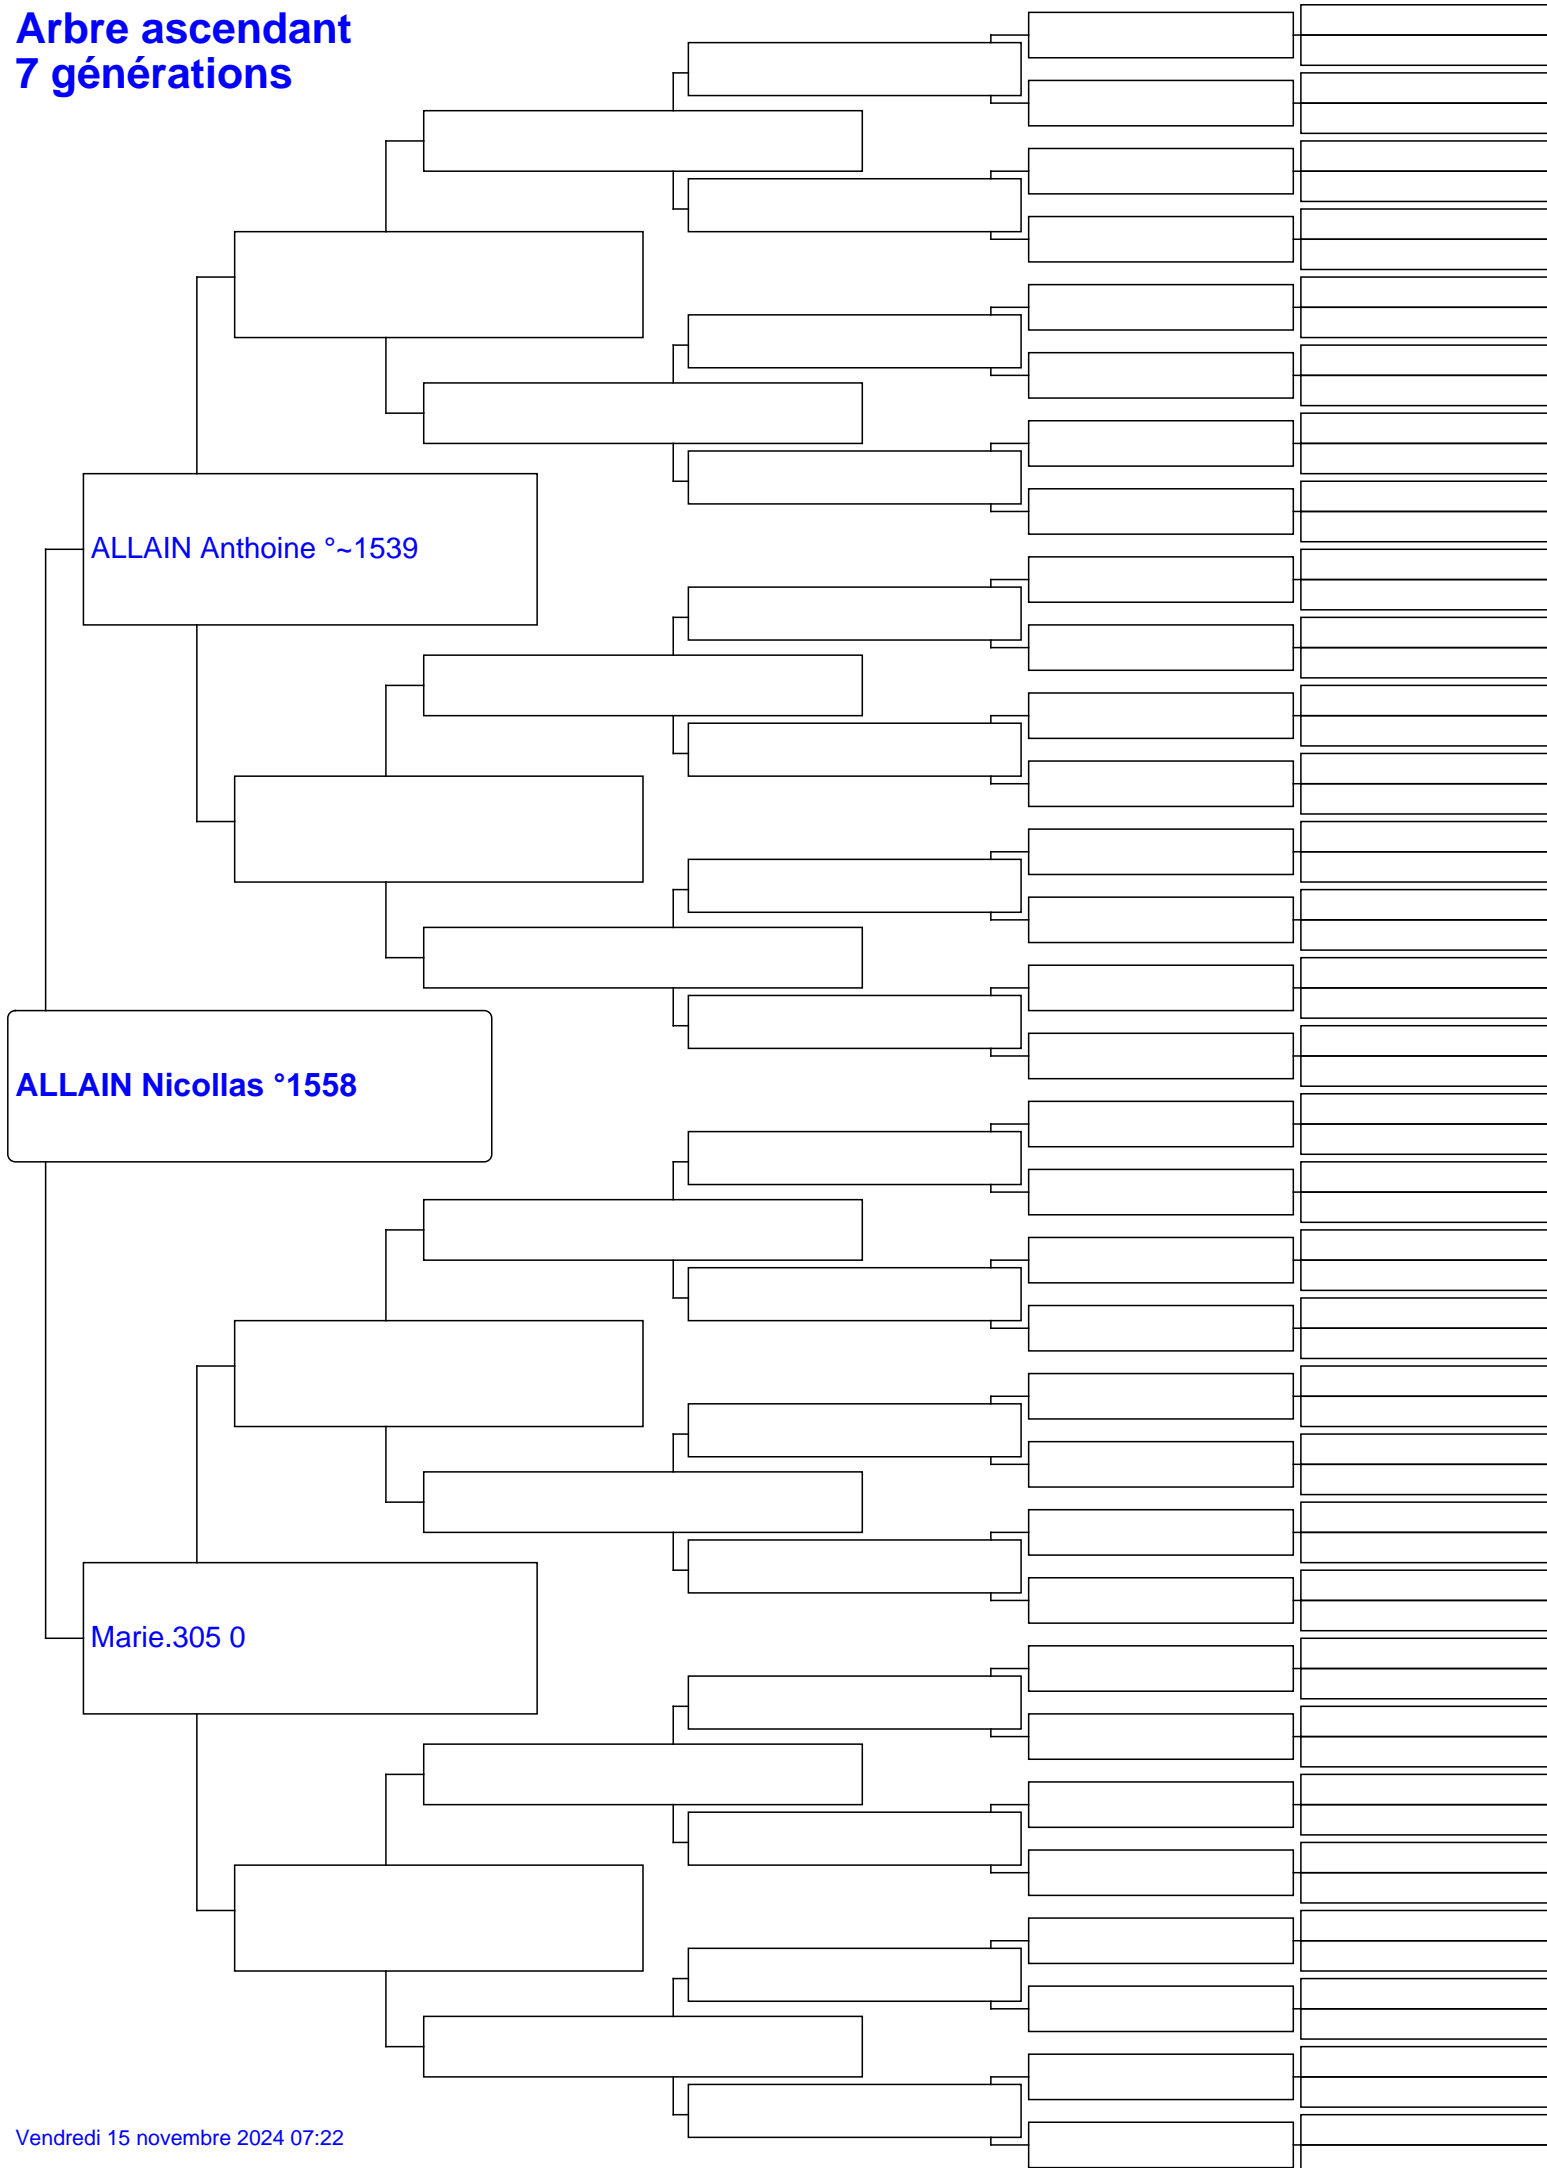 Arbre ascendant
7 générations
ALLAIN Anthoine °~1539
ALLAIN Nicollas °1558
Marie.305 0
Vendredi 15 novembre 2024 07:22